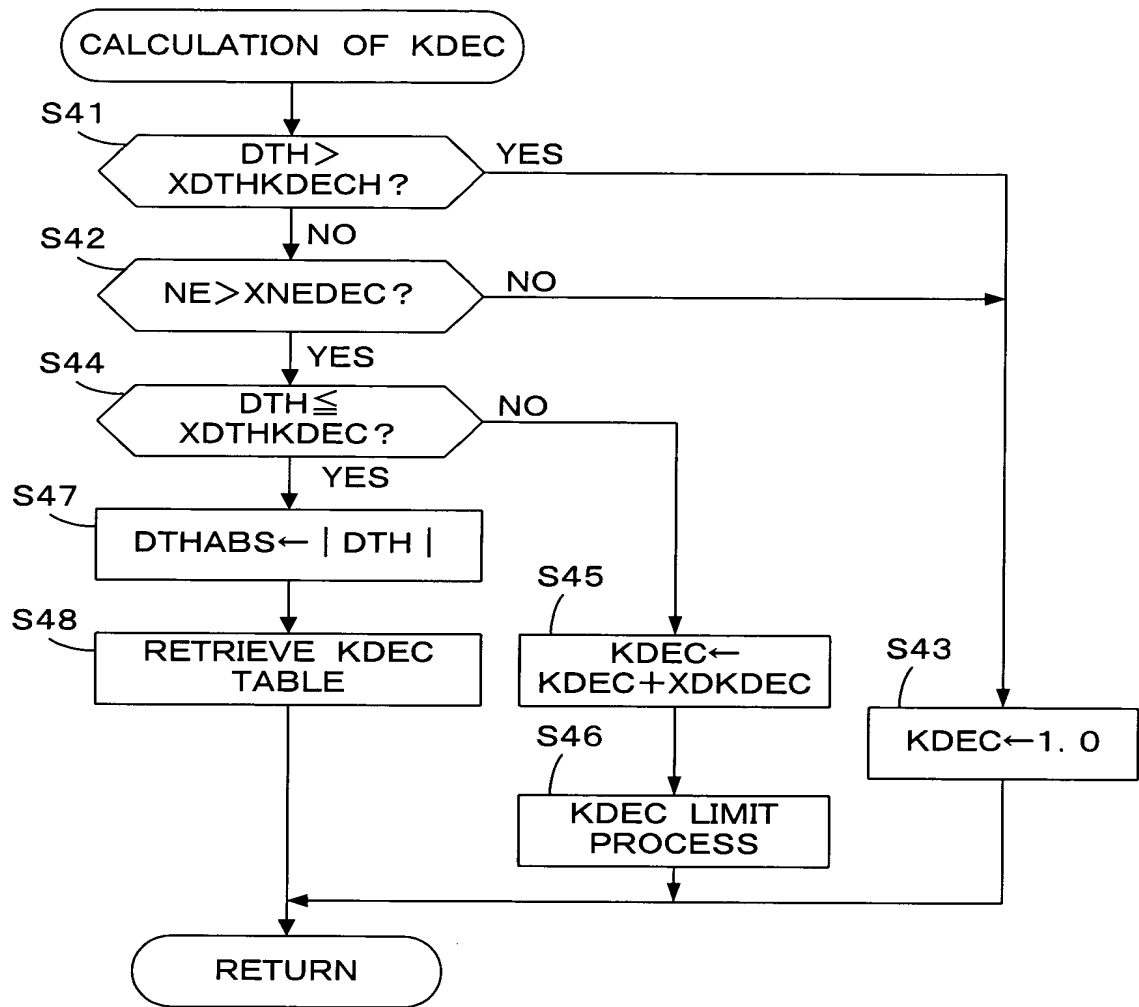 CALCULATION OF KDEC
S41
DTH>
XDTHKDECH?
YES
NO
S42
NE>XNEDEC?
NO
YES
S44
DTH≦
XDTHKDEC?
NO
YES
S47
DTHABS←|DTH|
S48
RETRIEVE KDEC
TABLE
S45
KDEC←
KDEC+XDKDEC
S46
KDEC LIMIT
PROCESS
S43
KDEC←1.0
RETURN